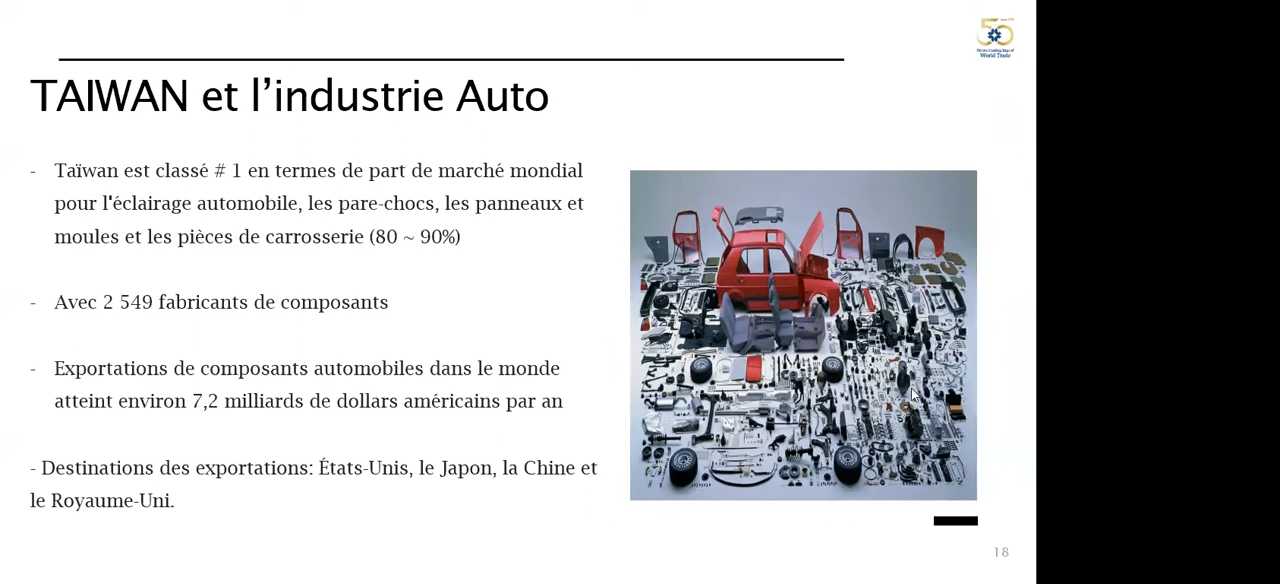 50
World Trade
TAIWAN et l’industrie Auto
- Taïwan est classé # 1 en termes de part de marché mondial
pour l'éclairage automobile, les pare-chocs, les panneaux et
moules et les pièces de carrosserie (80 ~ 90%)
- Avec 2 549 fabricants de composants
- Exportations de composants automobiles dans le monde
atteint environ 7,2 milliards de dollars américains par an
- Destinations des exportations: États-Unis, le Japon, la Chine et
le Royaume-Uni.
18